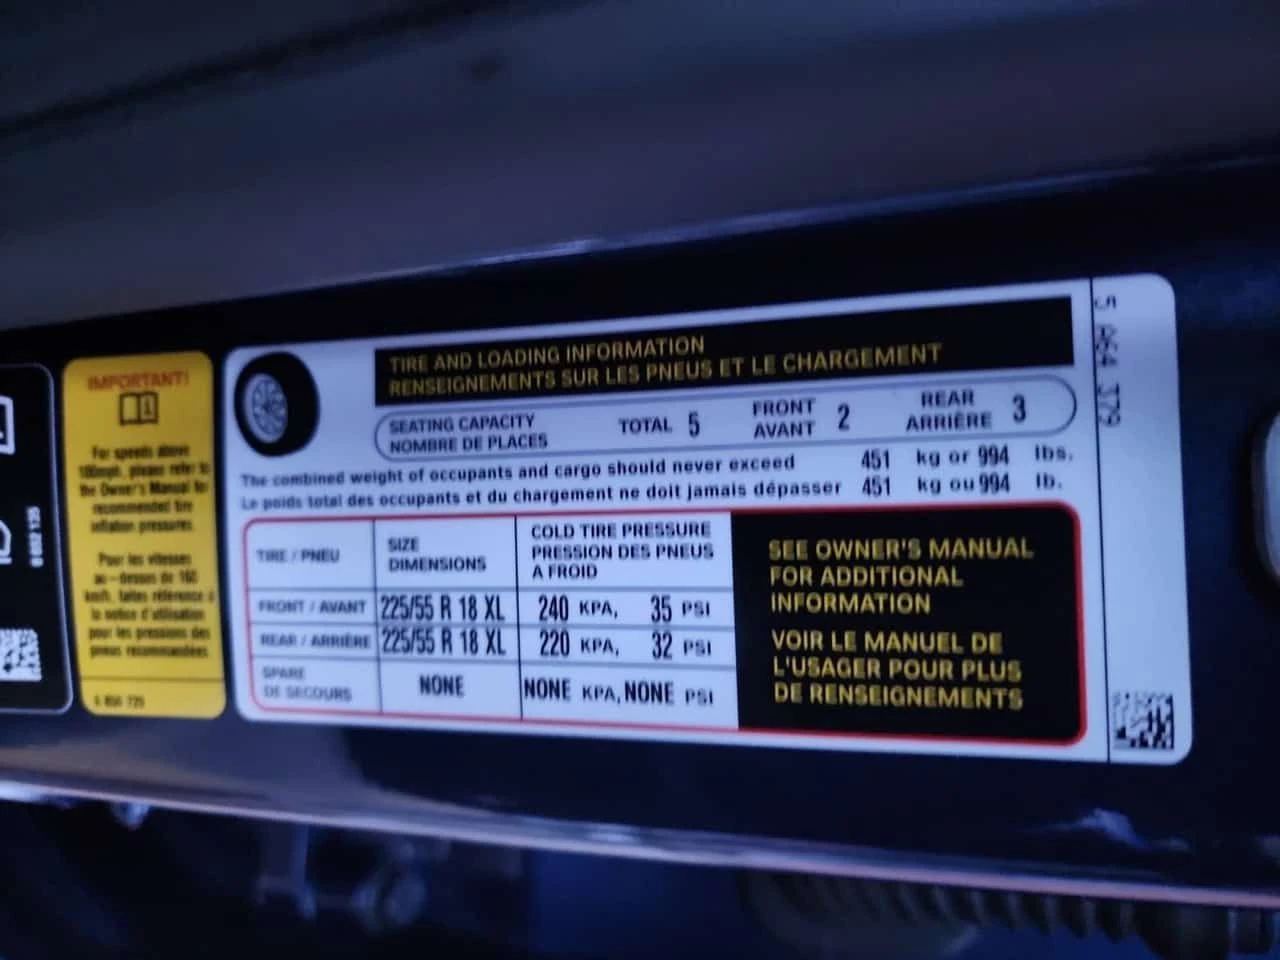 IMPORTANT!
For speeds above
100mph, please refer to
the Owner's Manual for
recommended tire
inflation pressures.
Pour les vitesses
au-dessus de 160
km/h, faites référence à
la notice d'utilisation
pour les pressions des
pneus recommandées
TIRE AND LOADING INFORMATION
RENSEIGNEMENTS SUR LES PNEUS ET LE CHARGEMENT
SEATING CAPACITY TOTAL 5 FRONT 2 REAR 3
NOMBRE DE PLACES AVANT ARRIÈRE
The combined weight of occupants and cargo should never exceed 451 kg or 994 lbs.
Le poids total des occupants et du chargement ne doit jamais dépasser 451 kg ou 994 lb.
TIRE / PNEU
SIZE
DIMENSIONS
COLD TIRE PRESSURE
PRESSION DES PNEUS
A FROID
FRONT / AVANT 225/55 R 18 XL 240 KPA, 35 PSI
REAR / ARRIÈRE 225/55 R 18 XL 220 KPA, 32 PSI
SPARE
DE SECOURS NONE NONE KPA, NONE PSI
SEE OWNER'S MANUAL
FOR ADDITIONAL
INFORMATION
VOIR LE MANUEL DE
L'USAGER POUR PLUS
DE RENSEIGNEMENTS
5 A64 379